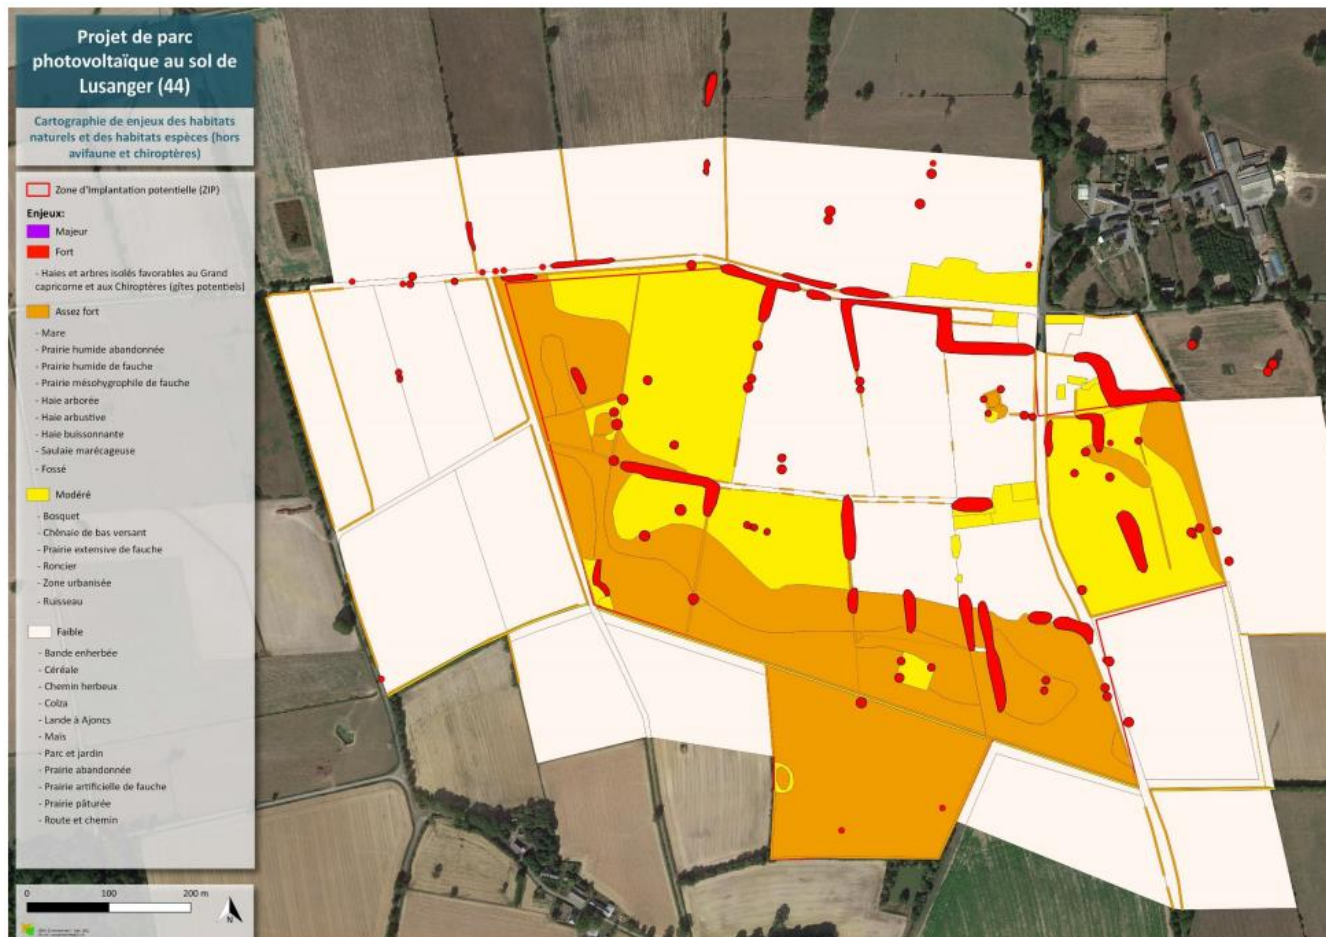 Projet de parc
photovoltaïque au sol de
Lusanger (44)
Cartographie de enjeux des habitats
naturels et des habitats espèces (hors
avifaune et chiroptères)
Zone d'Implantation potentielle (ZIP)
Enjeux:
Majeur
Fort
- Haies et arbres isolés favorables au Grand
capricorne et aux Chiroptères (gîtes potentiels)
Assez fort
- Mare
- Prairie humide abandonnée
- Prairie humide de fauche
- Prairie mésohygrophile de fauche
- Haie arborée
- Haie arbustive
- Haie buissonnante
- Saulaie marécageuse
- Fossé
Modéré
- Bosquet
- Chênaie de bas versant
- Prairie extensive de fauche
- Roncier
- Zone urbanisée
- Ruisseau
Faible
- Bande enherbée
- Céréale
- Chemin herbeux
- Colza
- Lande à Ajoncs
- Maïs
- Parc et jardin
- Prairie abandonnée
- Prairie artificielle de fauche
- Prairie pâturée
- Route et chemin
0 100 200 m
N